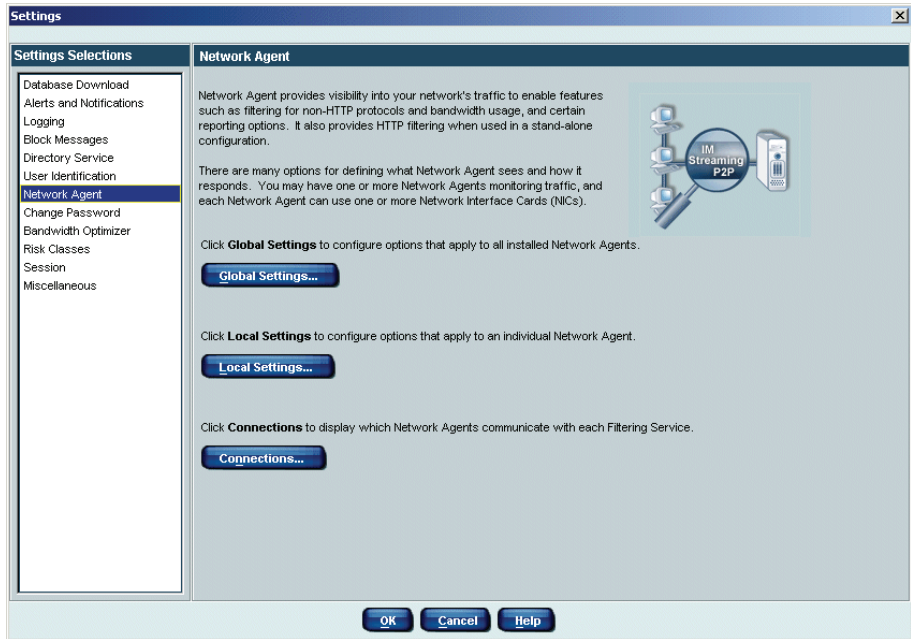 Settings
Settings Selections
Network Agent
Database Download
Alerts and Notifications
Logging
Block Messages
Directory Service
User Identification
Network Agent
Change Password
Bandwidth Optimizer
Risk Classes
Session
Miscellaneous
Network Agent provides visibility into your network's traffic to enable features
such as filtering for non-HTTP protocols and bandwidth usage, and certain
reporting options. It also provides HTTP filtering when used in a stand-alone
configuration.
There are many options for defining what Network Agent sees and how it
responds. You may have one or more Network Agents monitoring traffic, and
each Network Agent can use one or more Network Interface Cards (NICs).
IM
Streaming
P2P
Click Global Settings to configure options that apply to all installed Network Agents.
Global Settings...
Click Local Settings to configure options that apply to an individual Network Agent.
Local Settings...
Click Connections to display which Network Agents communicate with each Filtering Service.
Connections...
OK
Cancel
Help